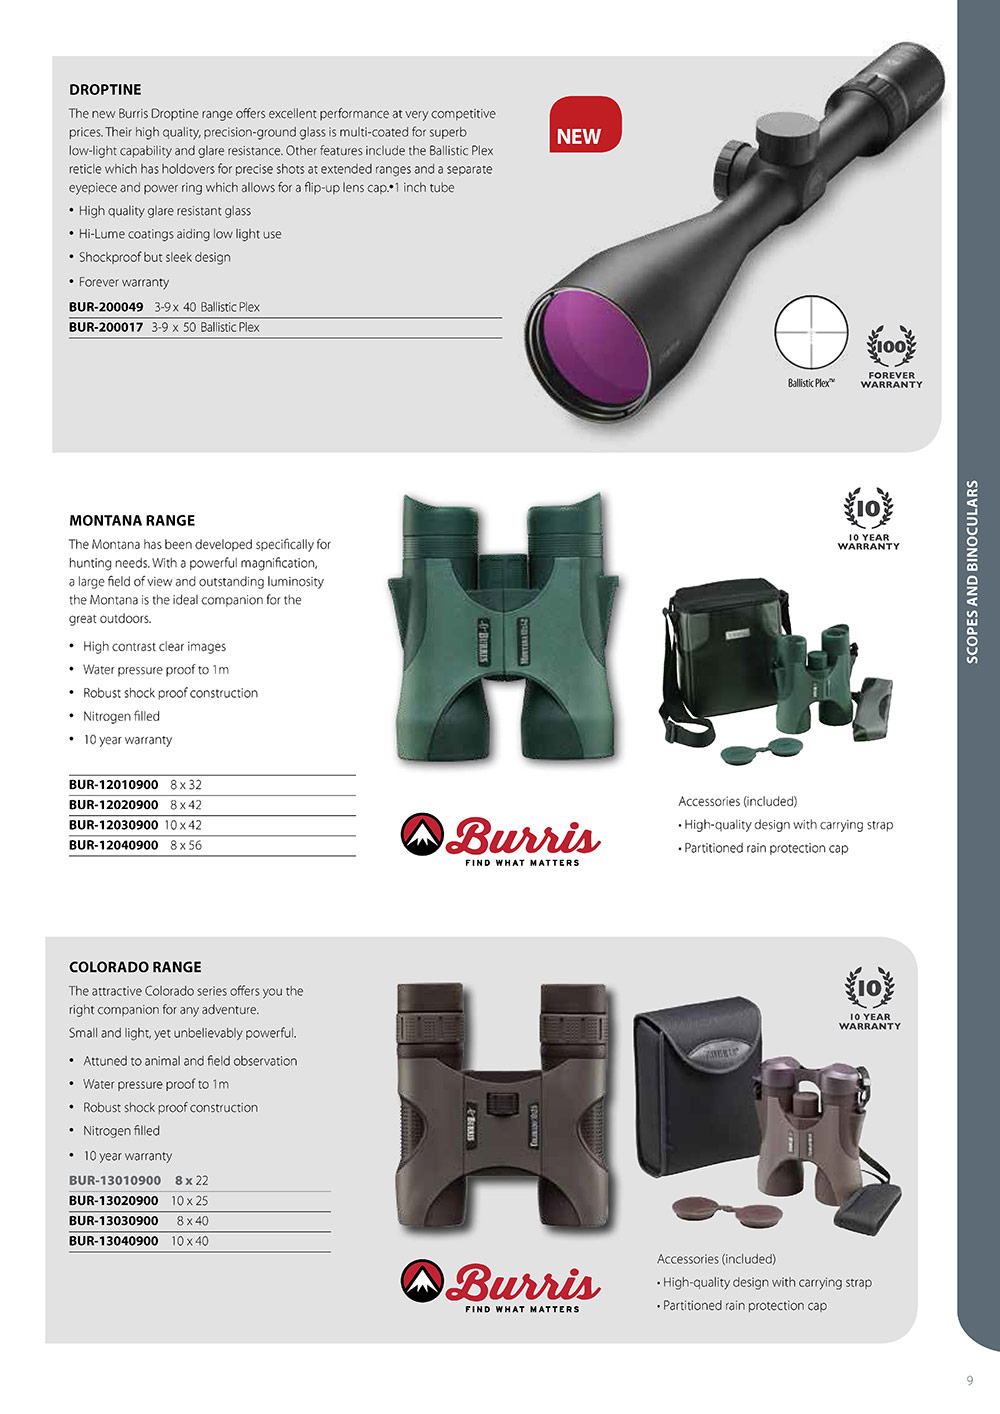 DROPTINE
The new Burris Droptine range offers excellent performance at very competitive
prices. Their high quality, precision-ground glass is multi-coated for superb
low-light capability and glare resistance. Other features include the Ballistic Plex
reticle which has holdovers for precise shots at extended ranges and a separate
eyepiece and power ring which allows for a flip-up lens cap.•1 inch tube
• High quality glare resistant glass
• Hi-Lume coatings aiding low light use
• Shockproof but sleek design
• Forever warranty
BUR-200049 3-9 x 40 Ballistic Plex
BUR-200017 3-9 x 50 Ballistic Plex
NEW
Ballistic Plex™
100
FOREVER
WARRANTY
SCOPES AND BINOCULARS
MONTANA RANGE
The Montana has been developed specifically for
hunting needs. With a powerful magnification,
a large field of view and outstanding luminosity
the Montana is the ideal companion for the
great outdoors.
• High contrast clear images
• Water pressure proof to 1m
• Robust shock proof construction
• Nitrogen filled
• 10 year warranty
BUR-12010900 8 x 32
BUR-12020900 8 x 42
BUR-12030900 10 x 42
BUR-12040900 8 x 56
BURRIS
Burris
FIND WHAT MATTERS
10
10 YEAR
WARRANTY
Accessories (included)
• High-quality design with carrying strap
• Partitioned rain protection cap
COLORADO RANGE
The attractive Colorado series offers you the
right companion for any adventure.
Small and light, yet unbelievably powerful.
• Attuned to animal and field observation
• Water pressure proof to 1m
• Robust shock proof construction
• Nitrogen filled
• 10 year warranty
BUR-13010900 8 x 22
BUR-13020900 10 x 25
BUR-13030900 8 x 40
BUR-13040900 10 x 40
BURRIS
Burris
FIND WHAT MATTERS
10
10 YEAR
WARRANTY
Accessories (included)
• High-quality design with carrying strap
• Partitioned rain protection cap
9